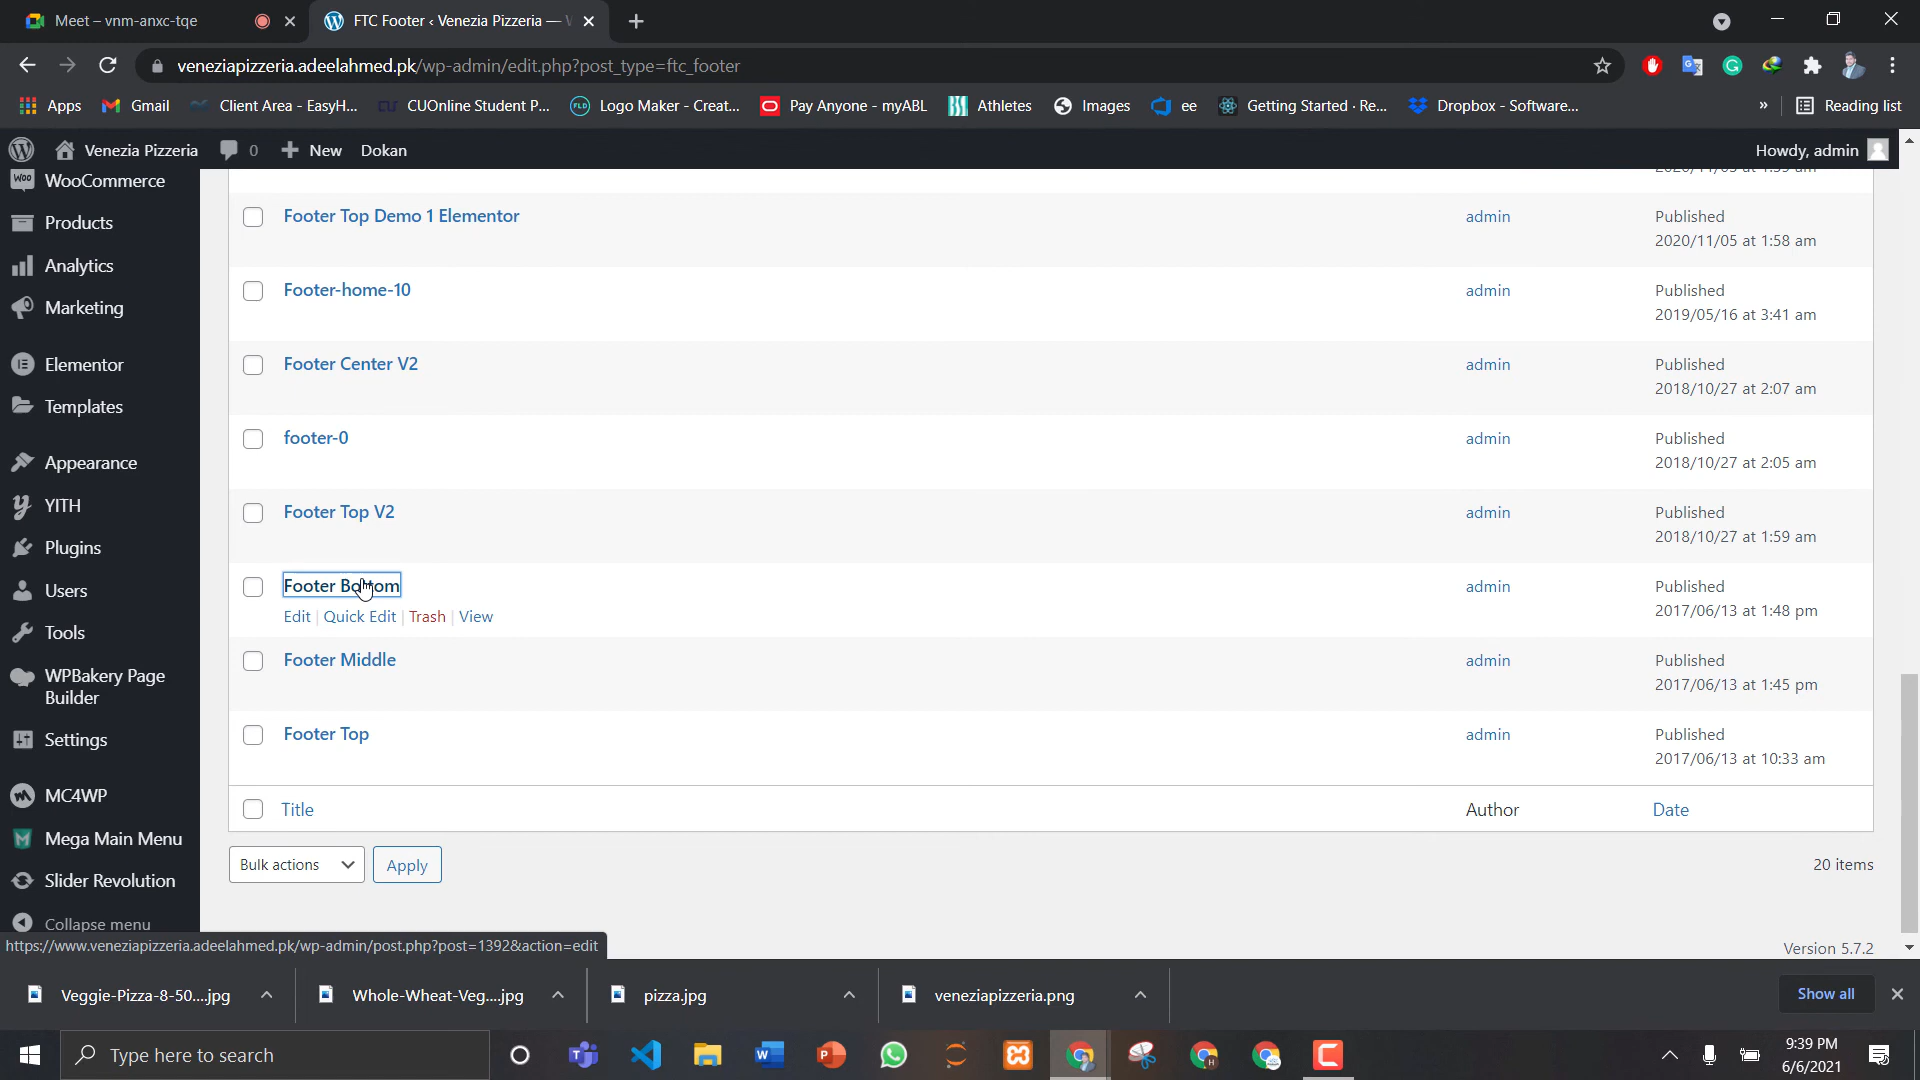 Meet – vnm-anxc-tqe
FTC Footer ‹ Venezia Pizzeria —
veneziapizzeria.adeelahmed.pk/wp-admin/edit.php?post_type=ftc_footer
Apps
Gmail
Client Area - EasyH...
CUOnline Student P...
Logo Maker - Creat...
Pay Anyone - myABL
Athletes
Images
ee
Getting Started · Re...
Dropbox - Software...
»
Reading list
Venezia Pizzeria
0
New
Dokan
Howdy, admin
WooCommerce
Products
Analytics
Marketing
Elementor
Templates
Appearance
YITH
Plugins
Users
Tools
WPBakery Page
Builder
Settings
MC4WP
Mega Main Menu
Slider Revolution
Collapse menu
Footer Top Demo 1 Elementor
admin
Published
2020/11/05 at 1:58 am
Footer-home-10
admin
Published
2019/05/16 at 3:41 am
Footer Center V2
admin
Published
2018/10/27 at 2:07 am
footer-0
admin
Published
2018/10/27 at 2:05 am
Footer Top V2
admin
Published
2018/10/27 at 1:59 am
Footer Bottom
Edit | Quick Edit | Trash | View
admin
Published
2017/06/13 at 1:48 pm
Footer Middle
admin
Published
2017/06/13 at 1:45 pm
Footer Top
admin
Published
2017/06/13 at 10:33 am
Title
Author
Date
Bulk actions
Apply
20 items
https://www.veneziapizzeria.adeelahmed.pk/wp-admin/post.php?post=1392&action=edit
Version 5.7.2
Veggie-Pizza-8-50....jpg
Whole-Wheat-Veg....jpg
pizza.jpg
veneziapizzeria.png
Show all
Type here to search
9:39 PM
6/6/2021